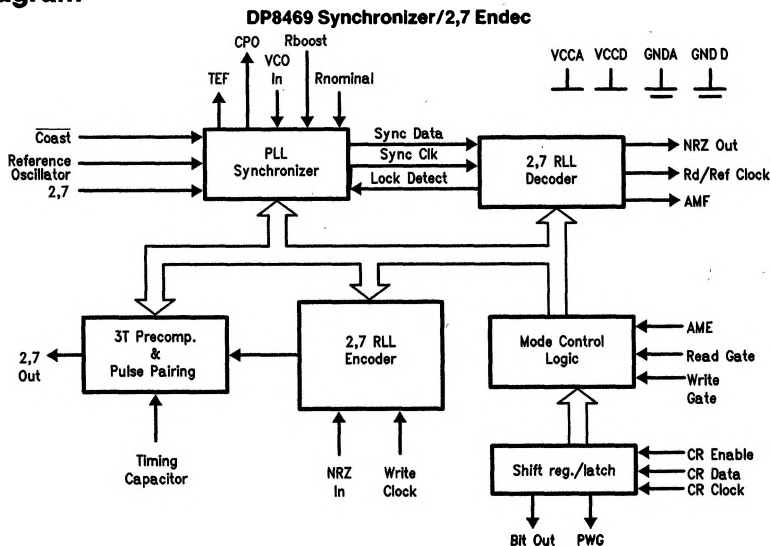 DP8469 Synchronizer/2,7 Endec
CPO
Rboost
VCO
In
TEF
Rnominal
VCCA VCCD GNDA GND D
Coast
Reference
Oscillator
2,7
PLL
Synchronizer
Sync Data
Sync Clk
Lock Detect
2,7 RLL
Decoder
NRZ Out
Rd/Ref Clock
AMF
2,7
Out
3T Precomp.
&
Pulse Pairing
2,7 RLL
Encoder
Mode Control
Logic
AME
Read Gate
Write
Gate
Timing
Capacitor
NRZ
In
Write
Clock
Shift reg./latch
CR Enable
CR Data
CR Clock
Bit Out PWG